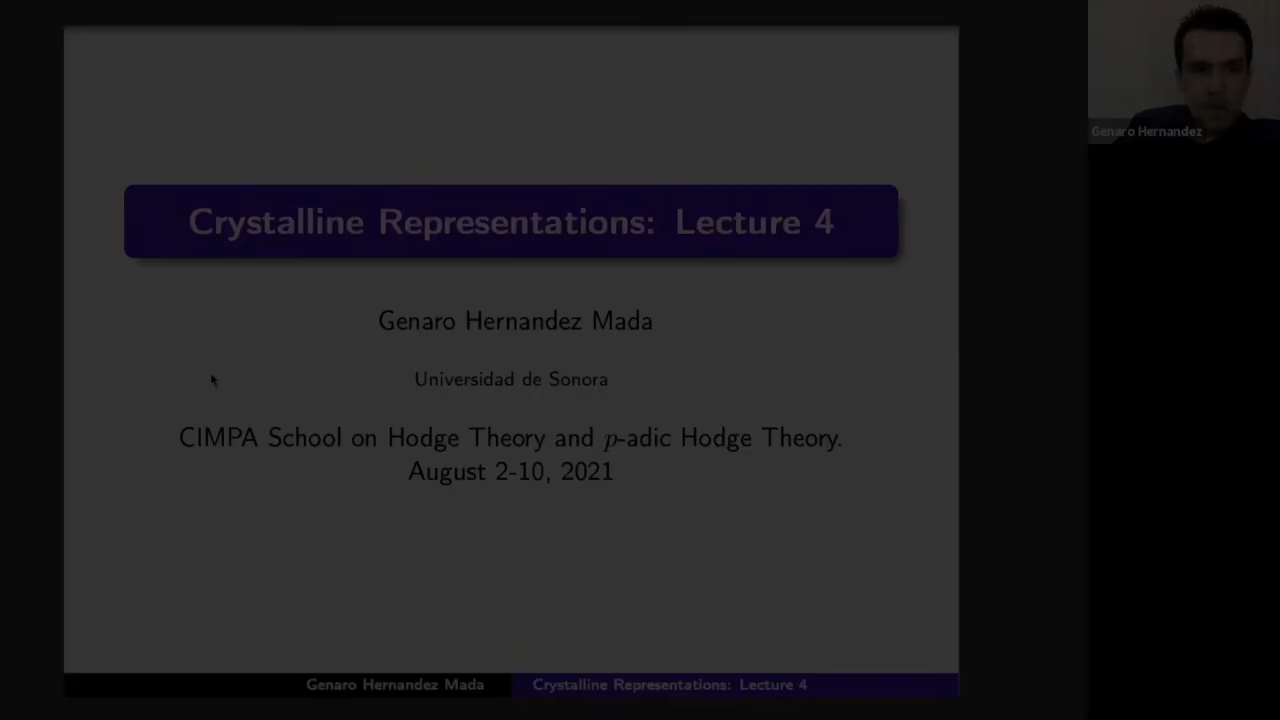 Crystalline Representations: Lecture 4
Genaro Hernandez Mada
Universidad de Sonora
CIMPA School on Hodge Theory and p-adic Hodge Theory.
August 2-10, 2021
Genaro Hernandez Mada
Crystalline Representations: Lecture 4
Genaro Hernandez